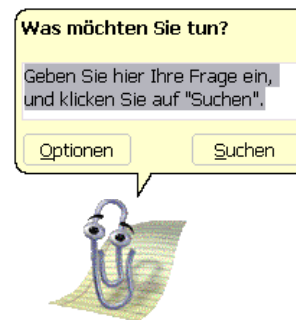 Was möchten Sie tun?
Geben Sie hier Ihre Frage ein,
und klicken Sie auf "Suchen".
Optionen Suchen